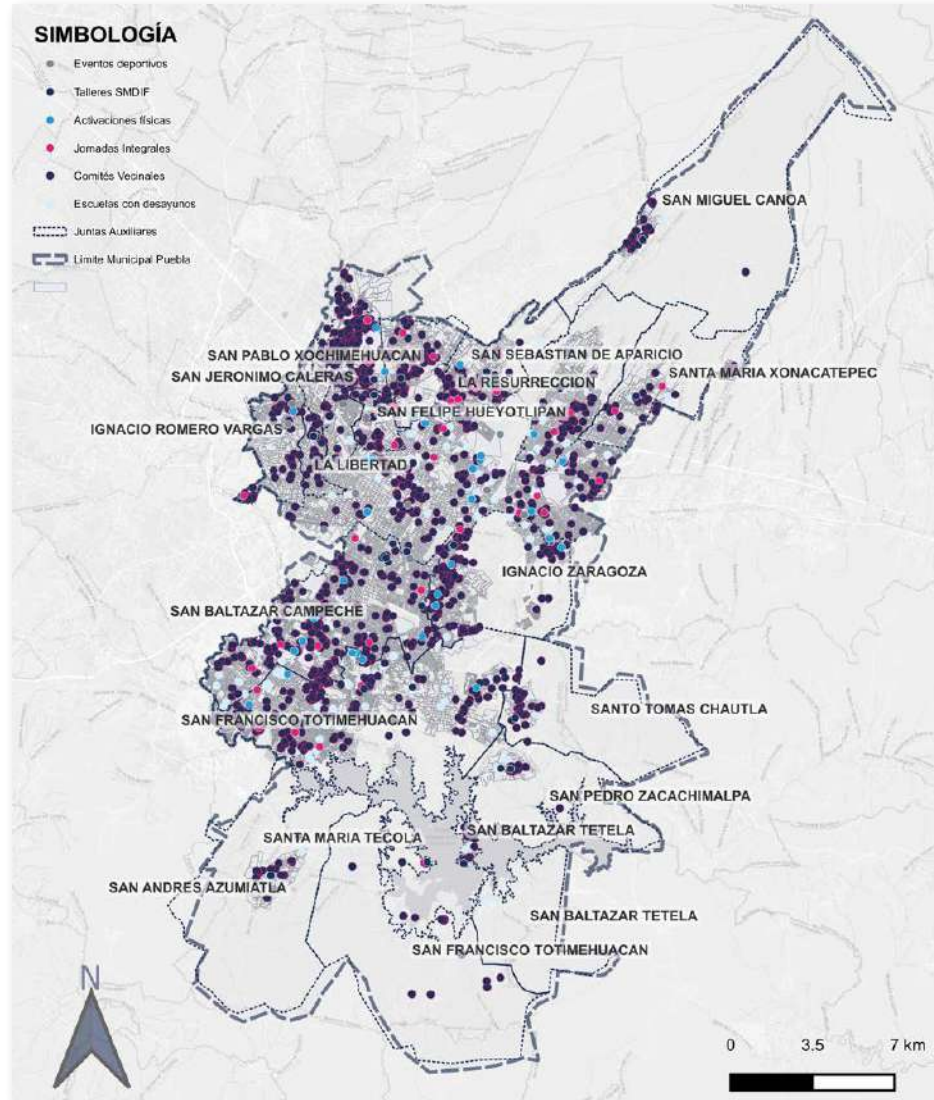 SIMBOLOGÍA
Eventos deportivos
Talleres SMDIF
Activaciones físicas
Jornadas Integrales
Comités Vecinales
Escuelas con desayunos
Juntas Auxiliares
Límite Municipal Puebla
SAN MIGUEL CANOA
SAN PABLO XOCHIMEHUACAN
SAN SEBASTIAN DE APARICIO
SAN JERONIMO CALERAS
LA RESURRECCION
SANTA MARIA XONACATEPEC
SAN FELIPE HUEYOTLIPAN
IGNACIO ROMERO VARGAS
LA LIBERTAD
IGNACIO ZARAGOZA
SAN BALTAZAR CAMPECHE
SANTO TOMAS CHAUTLA
SAN FRANCISCO TOTIMEHUACAN
SAN PEDRO ZACACHIMALPA
SANTA MARIA TECOLA
SAN BALTAZAR TETELA
SAN ANDRES AZUMIATLA
SAN BALTAZAR TETELA
SAN FRANCISCO TOTIMEHUACAN
N
0 3.5 7 km